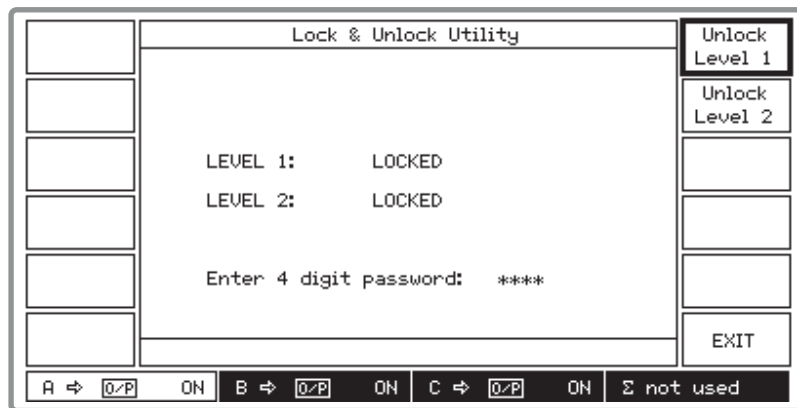 Lock & Unlock Utility
Unlock
Level 1
Unlock
Level 2
LEVEL 1: LOCKED
LEVEL 2: LOCKED
Enter 4 digit password: ****
EXIT
A ⇨ O/P ON B ⇨ O/P ON C ⇨ O/P ON Σ not used